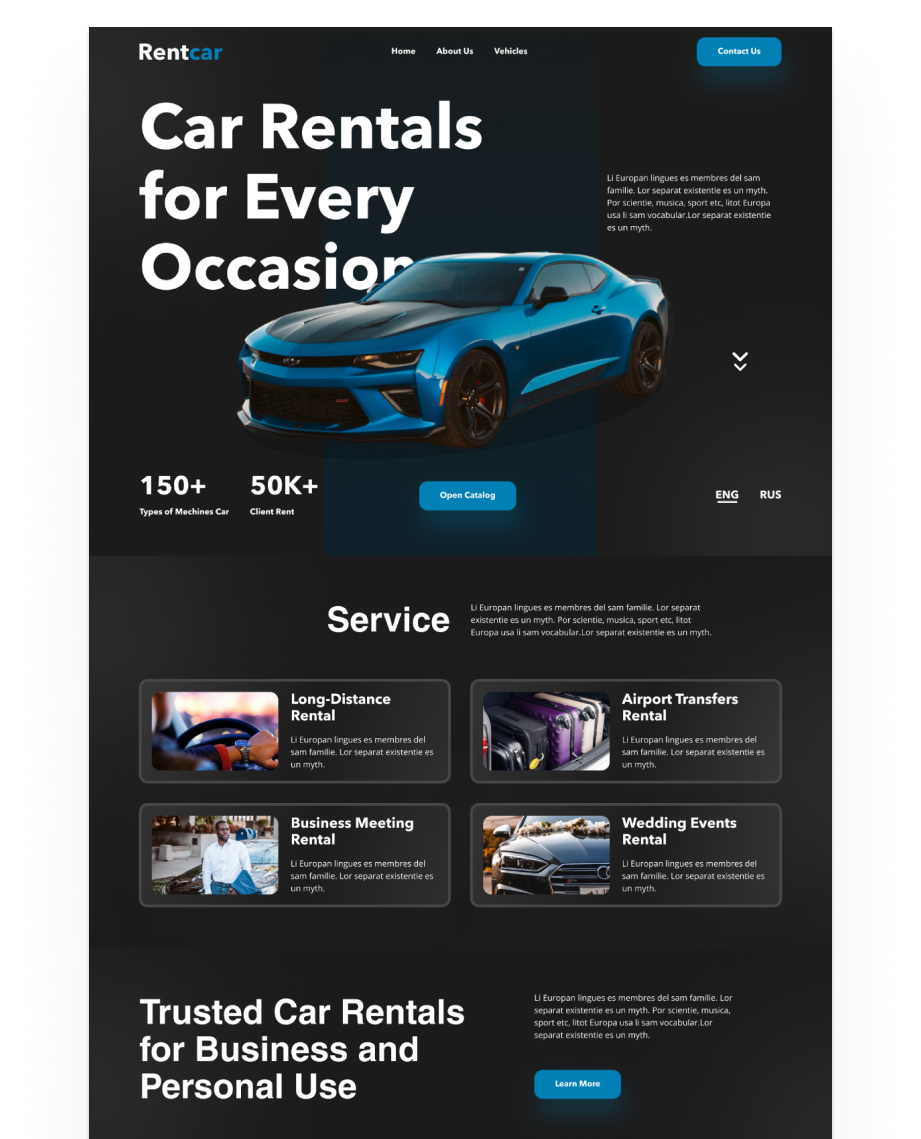 Rentcar
Home
About Us
Vehicles
Contact Us
Car Rentals
for Every
Occasion
Li Europan lingues es membres del sam
familie. Lor separat existentie es un myth.
Por scientie, musica, sport etc, litot Europa
usa li sam vocabular.Lor separat existentie
es un myth.
150+
Types of Mechines Car
50K+
Client Rent
Open Catalog
ENG
RUS
Service
Li Europan lingues es membres del sam familie. Lor separat
existentie es un myth. Por scientie, musica, sport etc, litot
Europa usa li sam vocabular.Lor separat existentie es un myth.
Long-Distance
Rental
Li Europan lingues es membres del
sam familie. Lor separat existentie es
un myth.
Airport Transfers
Rental
Li Europan lingues es membres del
sam familie. Lor separat existentie es
un myth.
Business Meeting
Rental
Li Europan lingues es membres del
sam familie. Lor separat existentie es
un myth.
Wedding Events
Rental
Li Europan lingues es membres del
sam familie. Lor separat existentie es
un myth.
Trusted Car Rentals
for Business and
Personal Use
Li Europan lingues es membres del sam familie. Lor
separat existentie es un myth. Por scientie, musica,
sport etc, litot Europa usa li sam vocabular.Lor
separat existentie es un myth.
Learn More